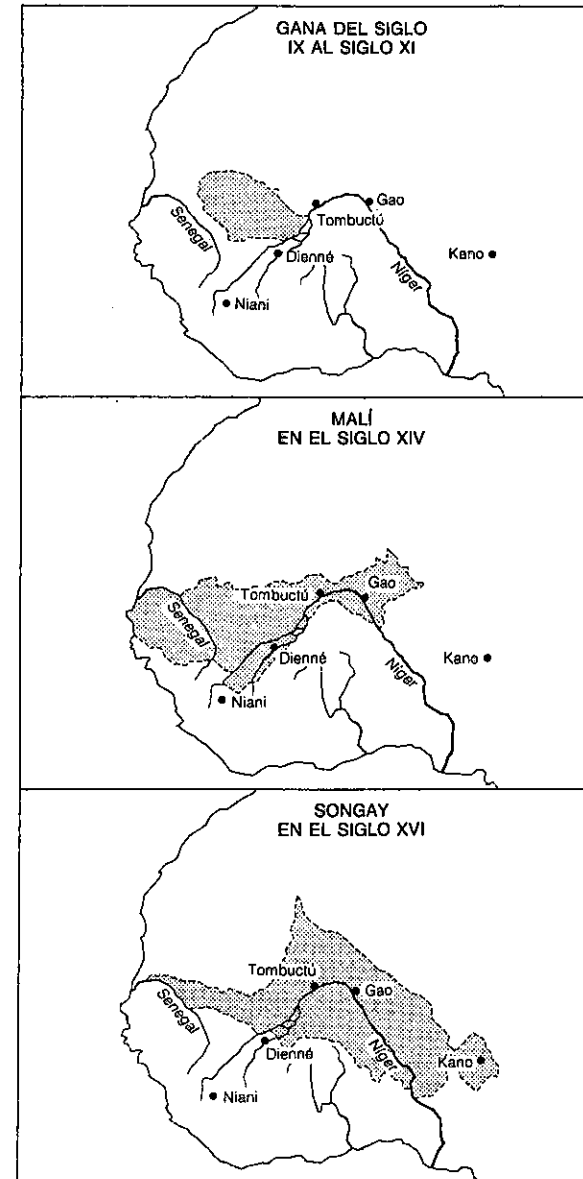 GANA DEL SIGLO
IX AL SIGLO XI
Senegal
Gao
Tombuctú
Dienné
Kano
Niger
Niani
MALÍ
EN EL SIGLO XIV
Tombuctú
Gao
Senegal
Dienné
Kano
Niger
Niani
SONGAY
EN EL SIGLO XVI
Tombuctú
Gao
Senegal
Dienné
Niger
Kano
Niani